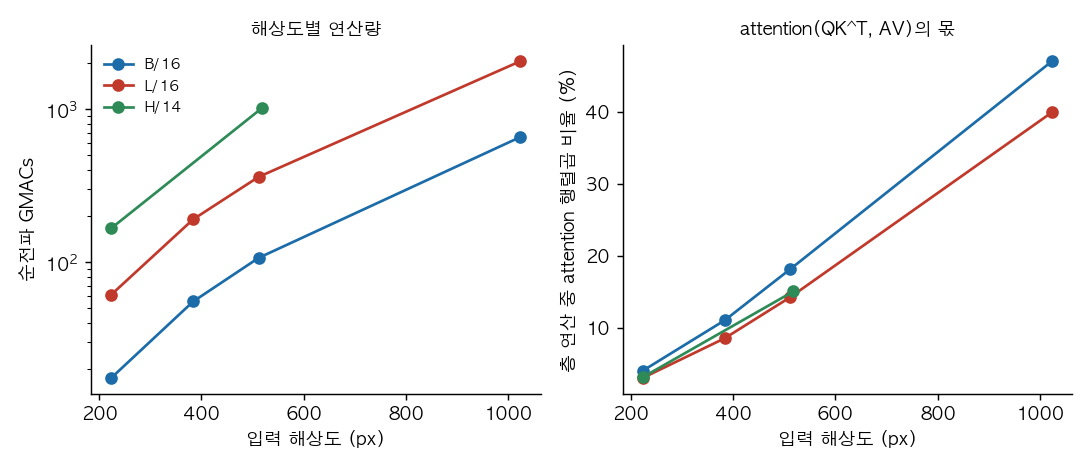 해상도별 연산량
순전파 GMACs
10³
10²
B/16
L/16
H/14
200 400 600 800 1000
입력 해상도 (px)
attention(QK^T, AV)의 몫
층 연산 중 attention 행렬곱 비율 (%)
40
30
20
10
200 400 600 800 1000
입력 해상도 (px)